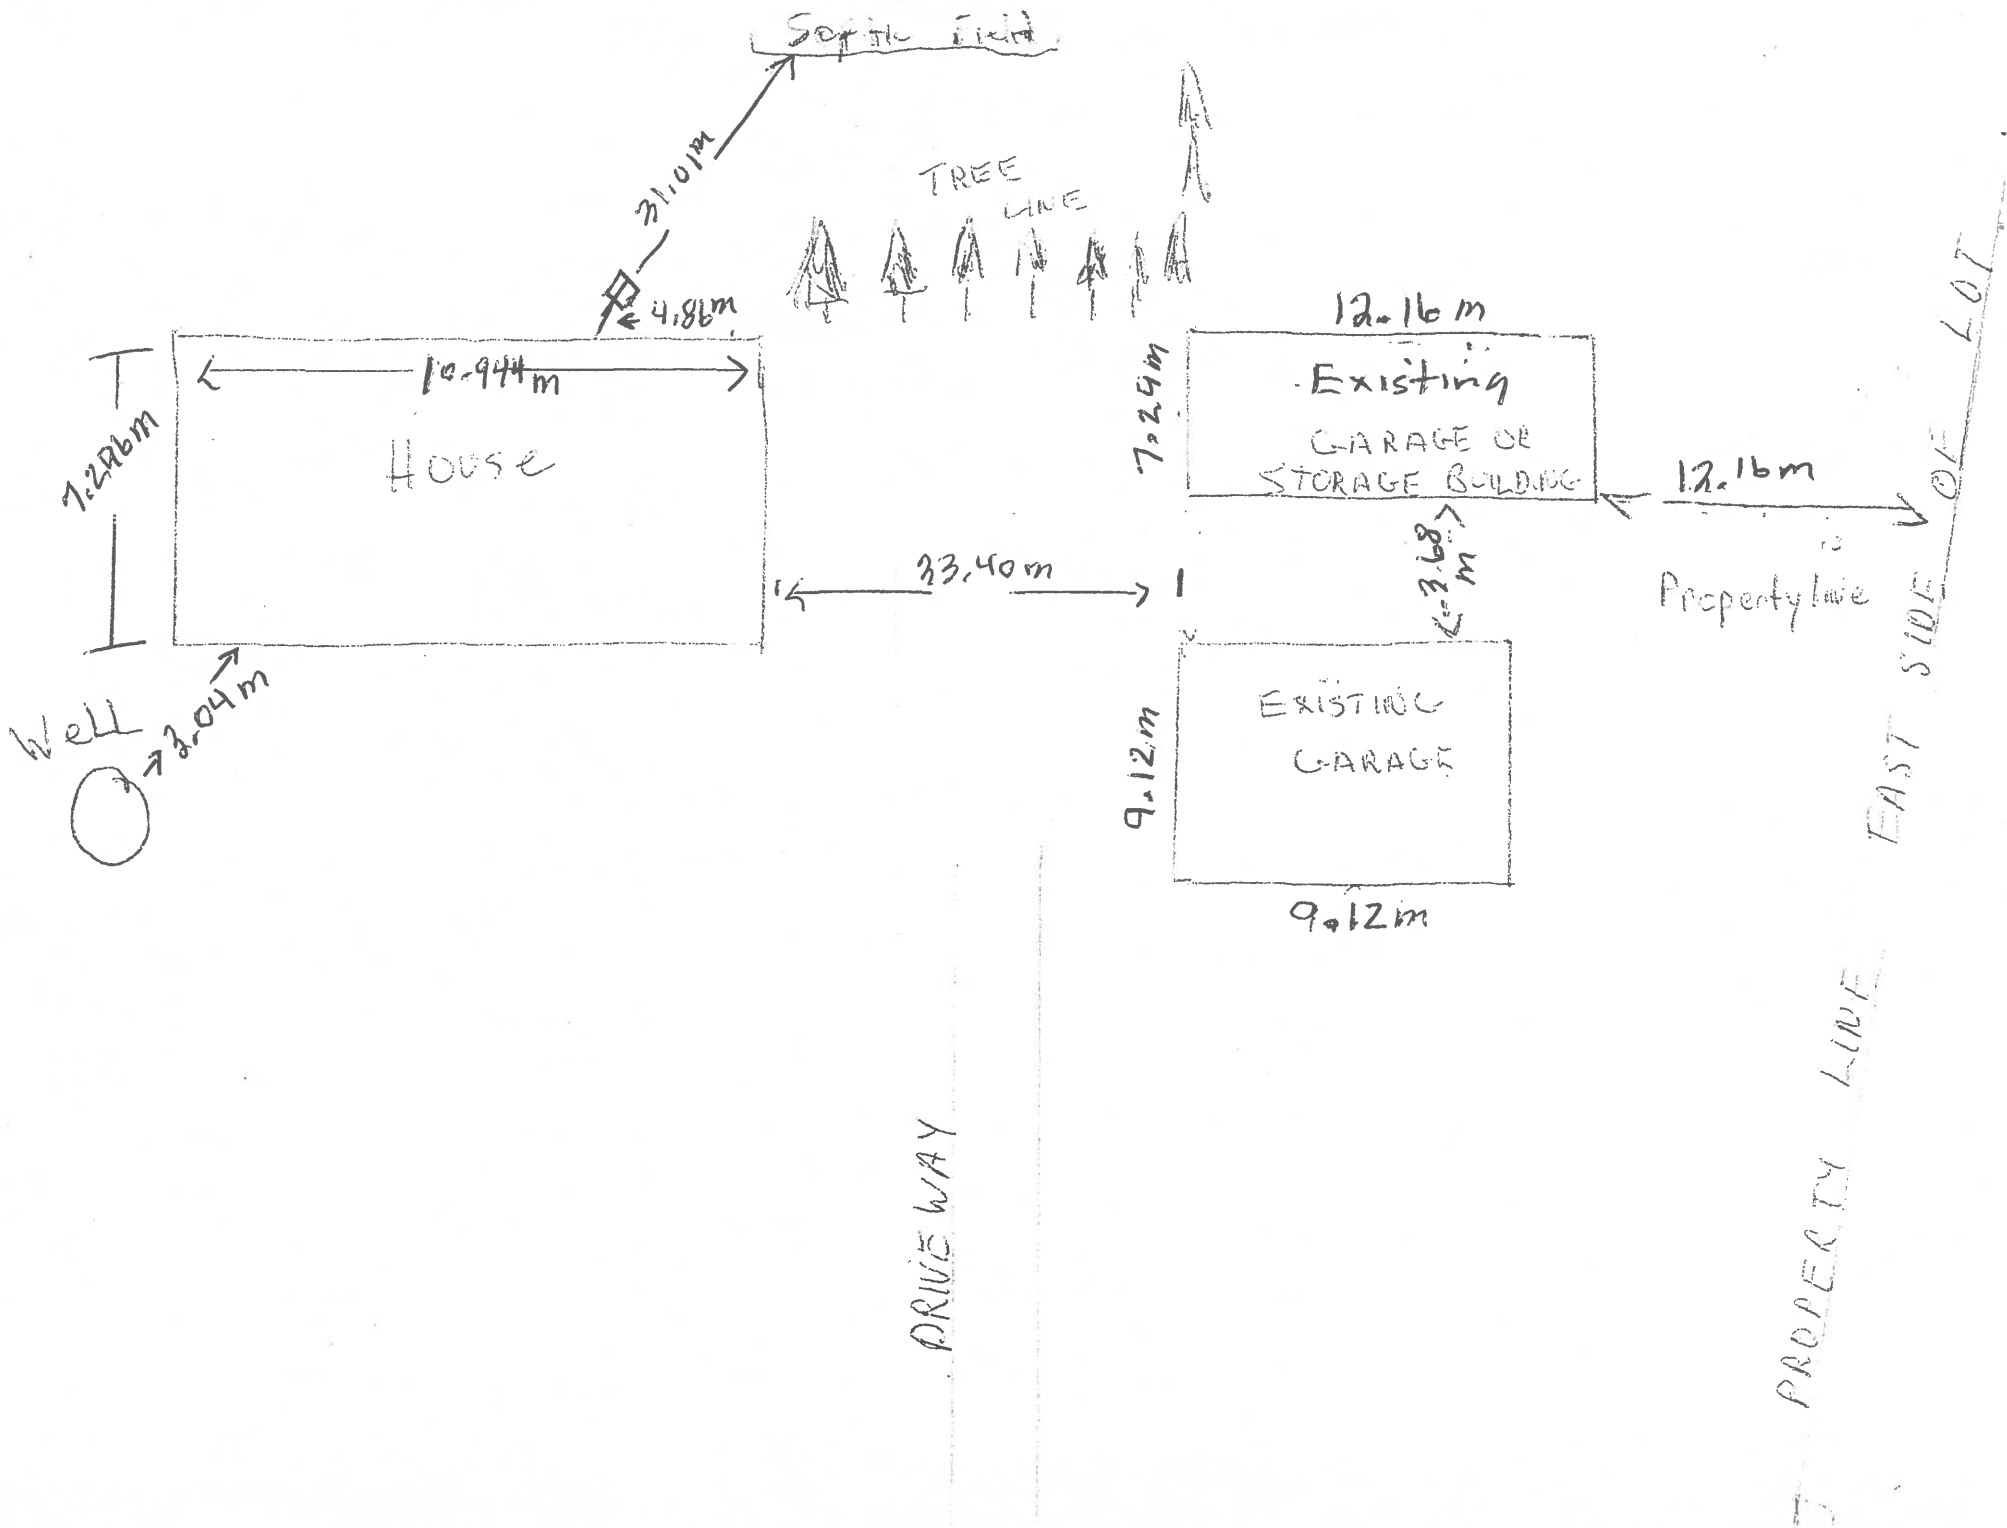 Septic Field
31.01m
TREE
LINE
4.86m
12.16 m
10.944 m
7.296m
House
7.29m
Existing
GARAGE OR
STORAGE BUILDING
12.16m
33.40m
3.68
m
Property line
3.04m
Well
EXISTING
GARAGE
9.12m
9.12m
DRIVEWAY
PROPERTY LINE EAST SIDE OF LOT